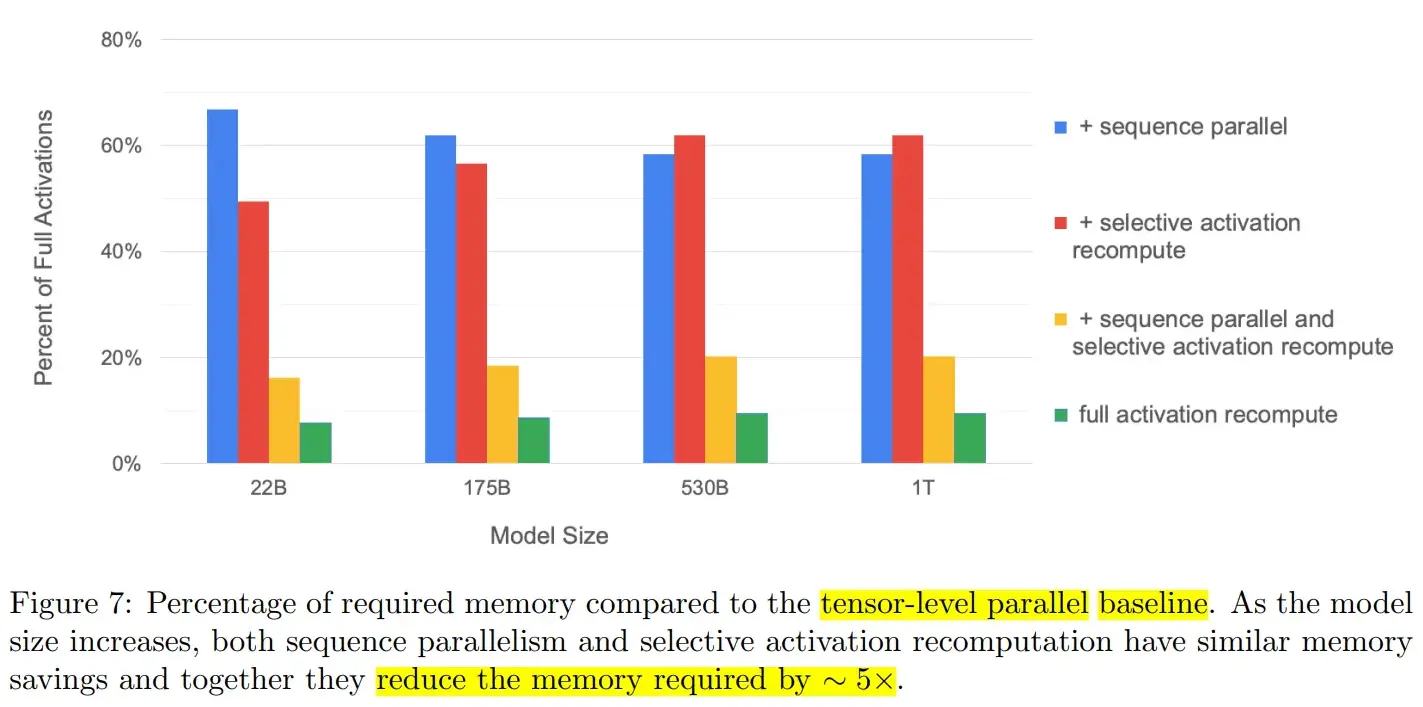 80%
60%
40%
20%
0%
Percent of Full Activations
22B
175B
530B
1T
Model Size
+ sequence parallel
+ selective activation
recompute
+ sequence parallel and
selective activation recompute
full activation recompute
Figure 7: Percentage of required memory compared to the tensor-level parallel baseline. As the model
size increases, both sequence parallelism and selective activation recomputation have similar memory
savings and together they reduce the memory required by ∼ 5×.